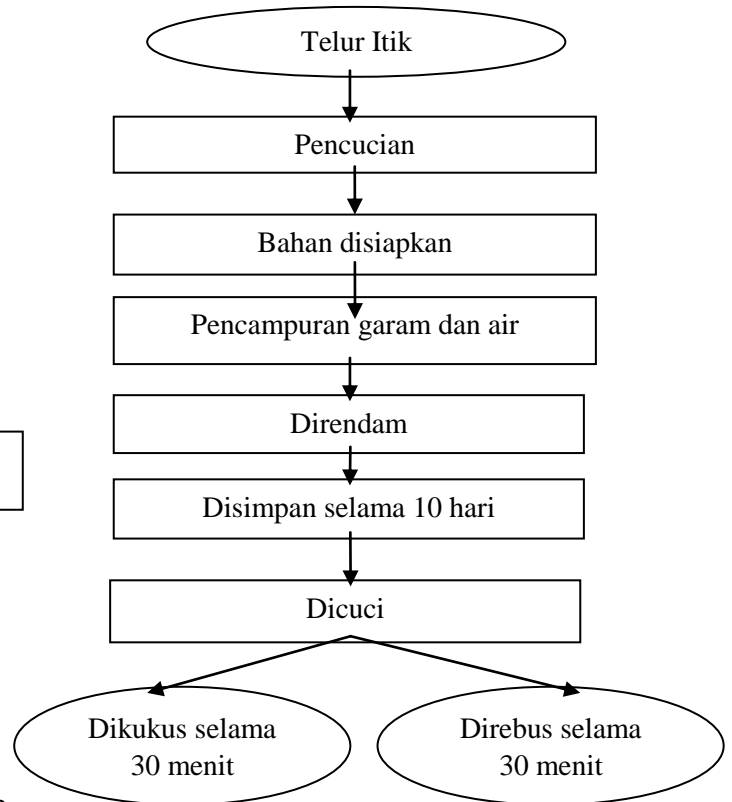 Telur Itik
Pencucian
Bahan disiapkan
Pencampuran garam dan air
Direndam
Disimpan selama 10 hari
Dicuci
Dikukus selama
30 menit
Direbus selama
30 menit